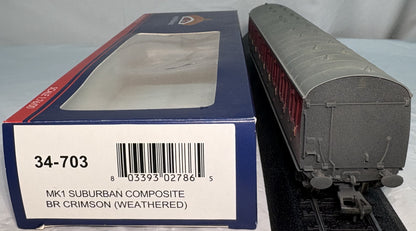 34-703
8 03393 02786 5
MK1 SUBURBAN COMPOSITE
BR CRIMSON (WEATHERED)